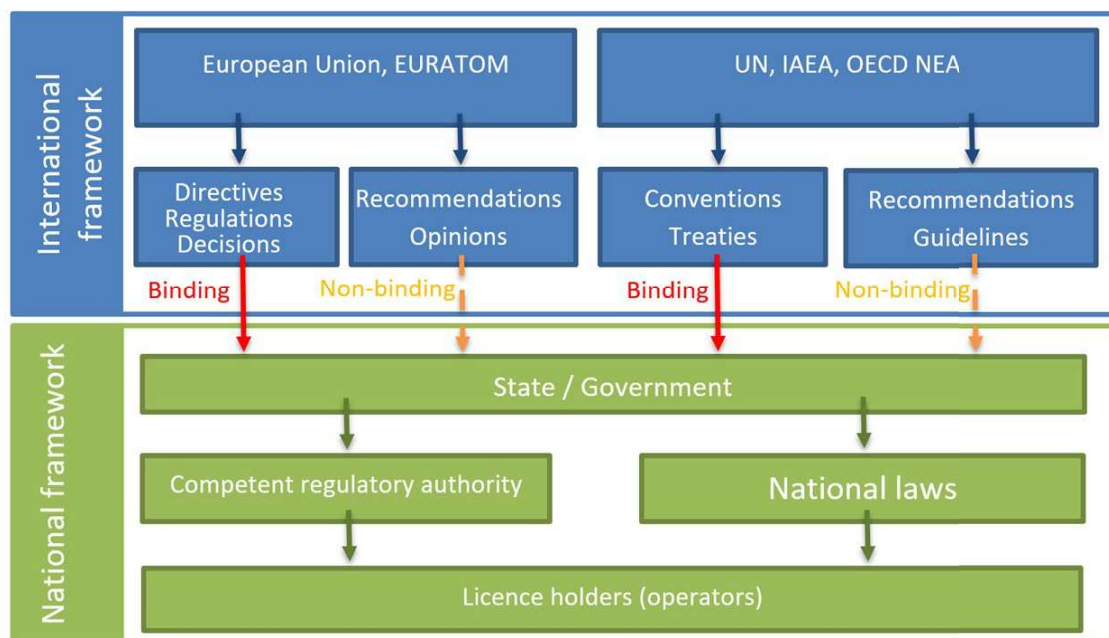 International
framework
European Union, EURATOM
UN, IAEA, OECD NEA
Directives
Regulations
Decisions
Recommendations
Opinions
Conventions
Treaties
Recommendations
Guidelines
Binding
Non-binding
Binding
Non-binding
National framework
State / Government
Competent regulatory authority
National laws
Licence holders (operators)